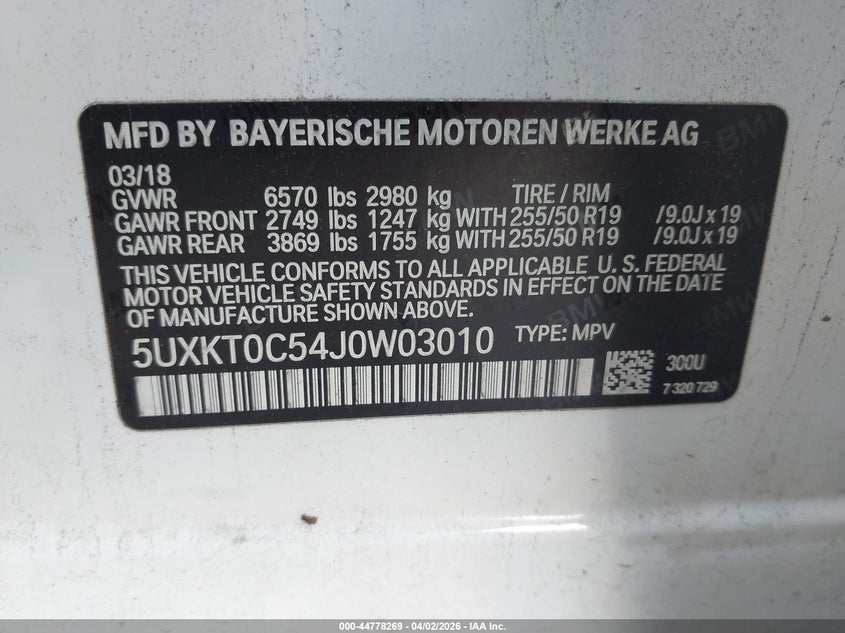 MFD BY BAYERISCHE MOTOREN WERKE AG
03/18
GVWR 6570 lbs 2980 kg TIRE / RIM
GAWR FRONT 2749 lbs 1247 kg WITH 255/50 R19 /9.0J x 19
GAWR REAR 3869 lbs 1755 kg WITH 255/50 R19 /9.0J x 19
THIS VEHICLE CONFORMS TO ALL APPLICABLE U. S. FEDERAL
MOTOR VEHICLE SAFETY STANDARDS IN EFFECT ON THE DATE
OF MANUFACTURE SHOWN ABOVE.
5UXKT0C54J0W03010 TYPE: MPV
300U
7 320 729
000-44778269 - 04/02/2026 - IAA Inc.